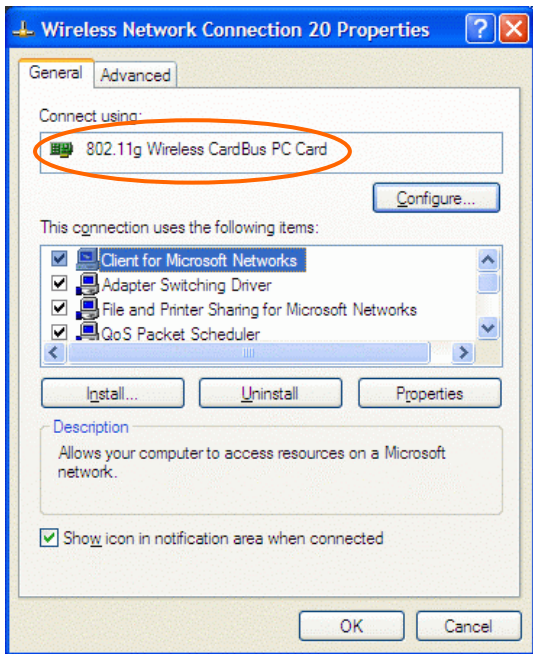 Wireless Network Connection 20 Properties
General
Advanced
Connect using:
802.11g Wireless CardBus PC Card
Configure...
This connection uses the following items:
Client for Microsoft Networks
Adapter Switching Driver
File and Printer Sharing for Microsoft Networks
QoS Packet Scheduler
Install...
Uninstall
Properties
Description
Allows your computer to access resources on a Microsoft
network.
Show icon in notification area when connected
OK
Cancel